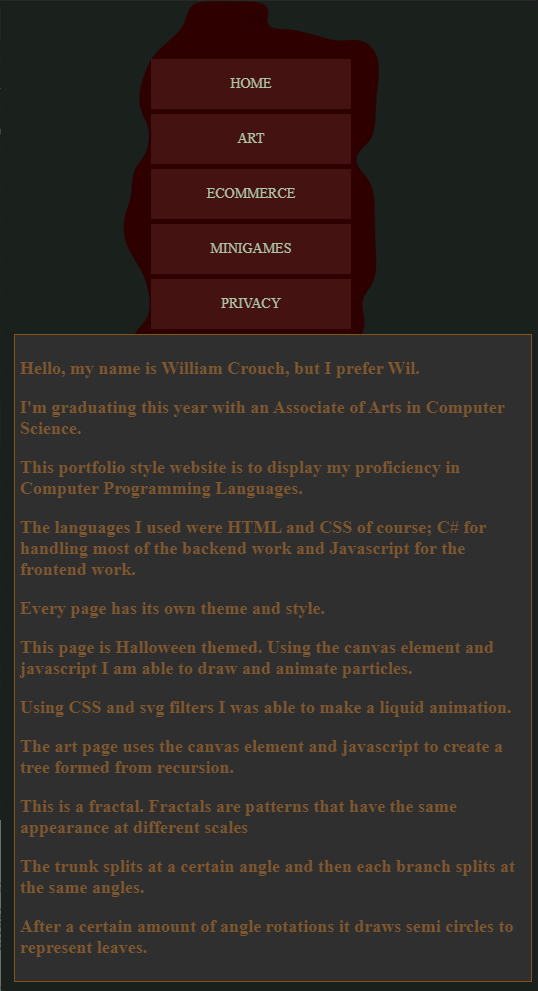 HOME
ART
ECOMMERCE
MINIGAMES
PRIVACY
Hello, my name is William Crouch, but I prefer Wil.
I'm graduating this year with an Associate of Arts in Computer
Science.
This portfolio style website is to display my proficiency in
Computer Programming Languages.
The languages I used were HTML and CSS of course; C# for
handling most of the backend work and Javascript for the
frontend work.
Every page has its own theme and style.
This page is Halloween themed. Using the canvas element and
javascript I am able to draw and animate particles.
Using CSS and svg filters I was able to make a liquid animation.
The art page uses the canvas element and javascript to create a
tree formed from recursion.
This is a fractal. Fractals are patterns that have the same
appearance at different scales
The trunk splits at a certain angle and then each branch splits at
the same angles.
After a certain amount of angle rotations it draws semi circles to
represent leaves.